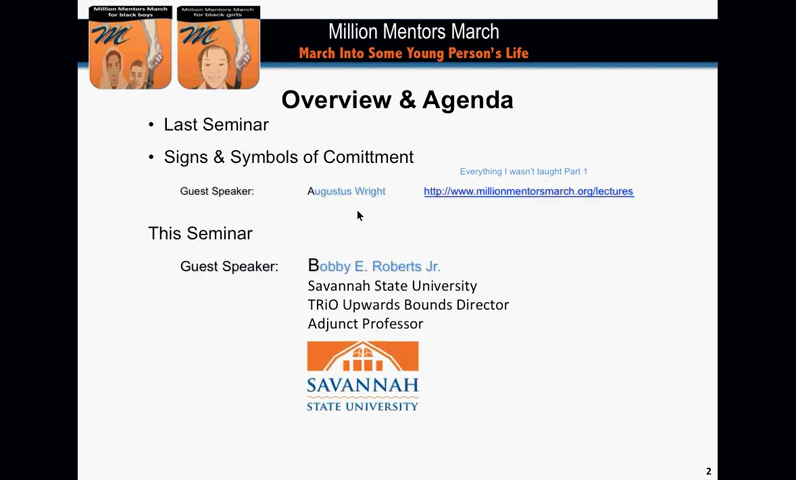 Million Mentors March
for black boys
Million Mentors March
for black girls
M
M
Million Mentors March
March Into Some Young Person's Life
Overview & Agenda
• Last Seminar
• Signs & Symbols of Comittment
Everything I wasn't taught Part 1
Guest Speaker: Augustus Wright http://www.millionmentorsmarch.org/lectures
This Seminar
Guest Speaker: Bobby E. Roberts Jr.
Savannah State University
TRiO Upwards Bounds Director
Adjunct Professor
SAVANNAH
STATE UNIVERSITY
2